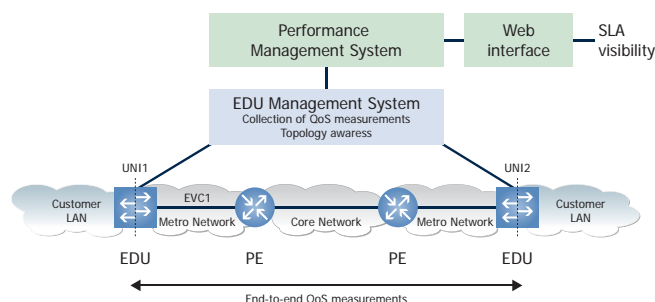 Performance
Management System
Web
interface
SLA
visibility
EDU Management System
Collection of QoS measurements
Topology awaress
UNI1
UNI2
Customer
LAN
EVC1
Metro Network
Core Network
Metro Network
Customer
LAN
EDU
PE
PE
EDU
End-to-end QoS measurements